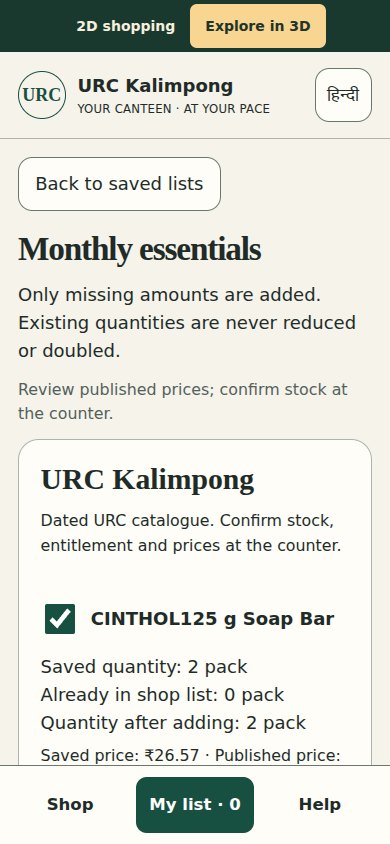 2D shopping Explore in 3D
URC
URC Kalimpong
YOUR CANTEEN · AT YOUR PACE
हिन्दी
Back to saved lists
Monthly essentials
Only missing amounts are added.
Existing quantities are never reduced
or doubled.
Review published prices; confirm stock at
the counter.
URC Kalimpong
Dated URC catalogue. Confirm stock,
entitlement and prices at the counter.
CINTHOL125 g Soap Bar
Saved quantity: 2 pack
Already in shop list: 0 pack
Quantity after adding: 2 pack
Saved price: ₹26.57 · Published price:
Shop My list · 0 Help